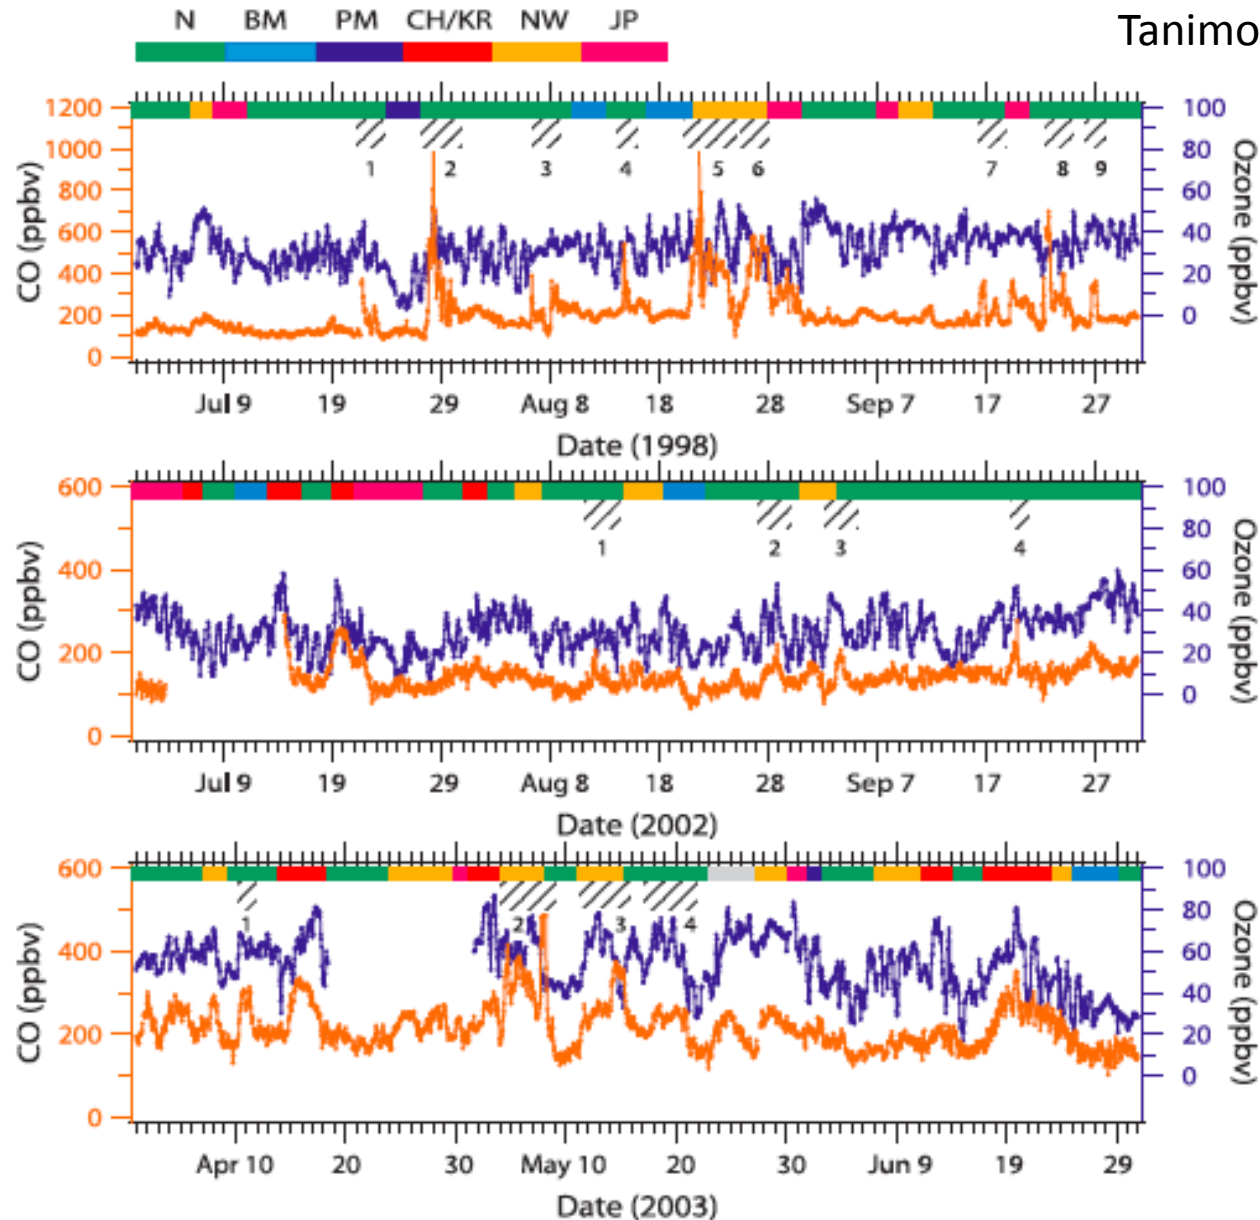 Tanimo
N BM PM CH/KR NW JP
CO (ppbv)
1200
1000
800
600
400
200
0
1 2 3 4 5 6 7 8 9
100
80
60
40
20
0
Ozone (ppbv)
Jul 9 19 29 Aug 8 18 28 Sep 7 17 27
Date (1998)
CO (ppbv)
600
400
200
0
1 2 3 4
100
80
60
40
20
0
Ozone (ppbv)
Jul 9 19 29 Aug 8 18 28 Sep 7 17 27
Date (2002)
CO (ppbv)
600
400
200
0
1 2 3 4
100
80
60
40
20
0
Ozone (ppbv)
Apr 10 20 30 May 10 20 30 Jun 9 19 29
Date (2003)